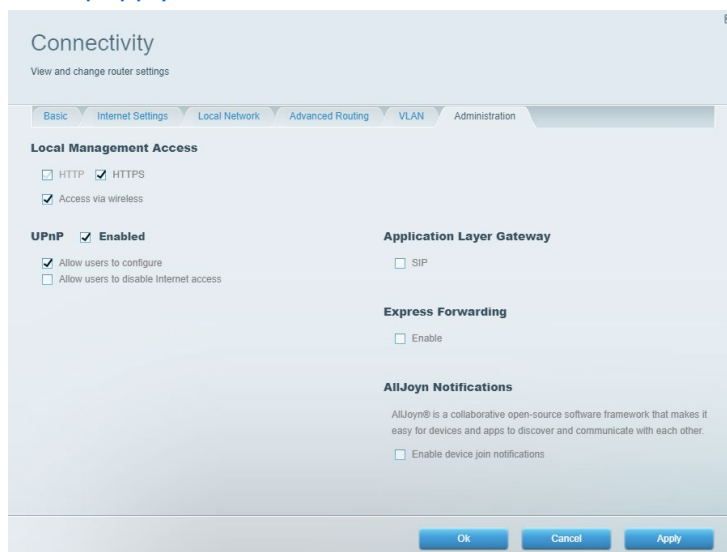 Connectivity
View and change router settings
Basic
Internet Settings
Local Network
Advanced Routing
VLAN
Administration
Local Management Access
HTTP
HTTPS
Access via wireless
UPnP
Enabled
Allow users to configure
Allow users to disable Internet access
Application Layer Gateway
SIP
Express Forwarding
Enable
AllJoyn Notifications
AllJoyn® is a collaborative open-source software framework that makes it
easy for devices and apps to discover and communicate with each other.
Enable device join notifications
Ok
Cancel
Apply